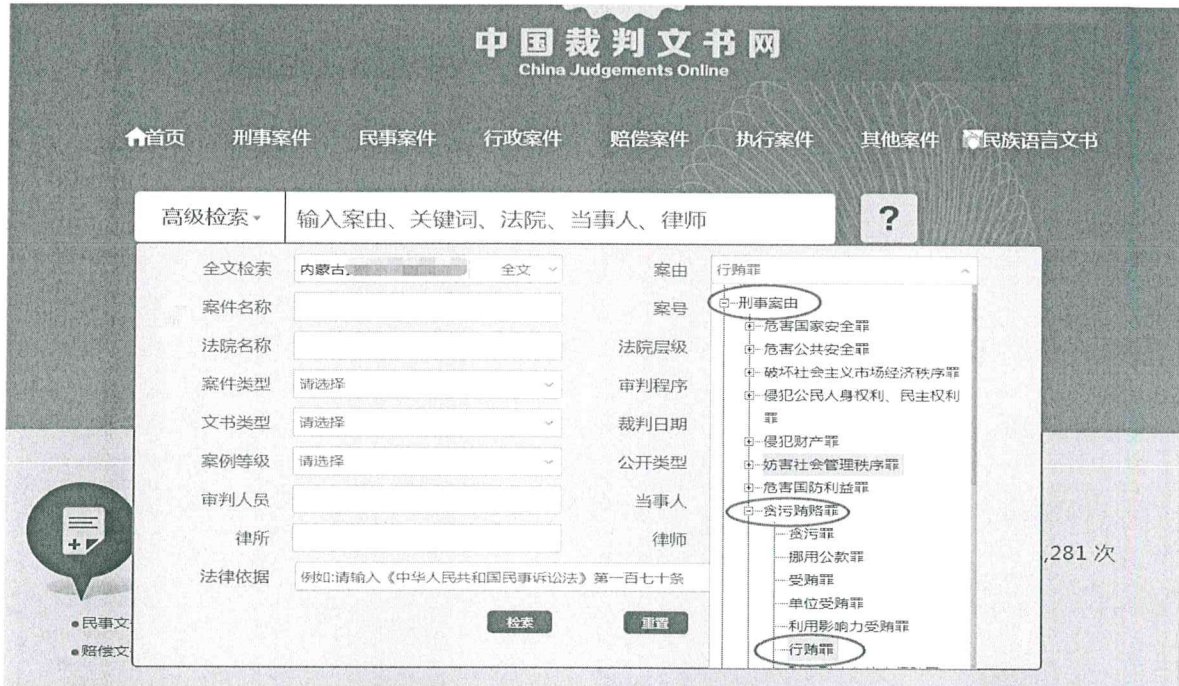 中国裁判文书网
China Judgements Online
首页 刑事案件 民事案件 行政案件 赔偿案件 执行案件 其他案件 民族语言文书
高级检索 输入案由、关键词、法院、当事人、律师 ?
全文检索 内蒙古 全文 案由 行贿罪
案件名称 案号 刑事案由
危害国家安全罪
法院名称 法院层级 危害公共安全罪
破坏社会主义市场经济秩序罪
案件类型 请选择 审判程序 侵犯公民人身权利、民主权利
罪
文书类型 请选择 裁判日期 侵犯财产罪
案例等级 请选择 公开类型 妨害社会管理秩序罪
危害国防利益罪
审判人员 当事人 贪污贿赂罪
贪污罪
律所 律师 挪用公款罪
,281 次
法律依据 例如:请输入《中华人民共和国民事诉讼法》第一百七十条 受贿罪
单位受贿罪
检索 重置 利用影响力受贿罪
民事文
行贿罪
赔偿文